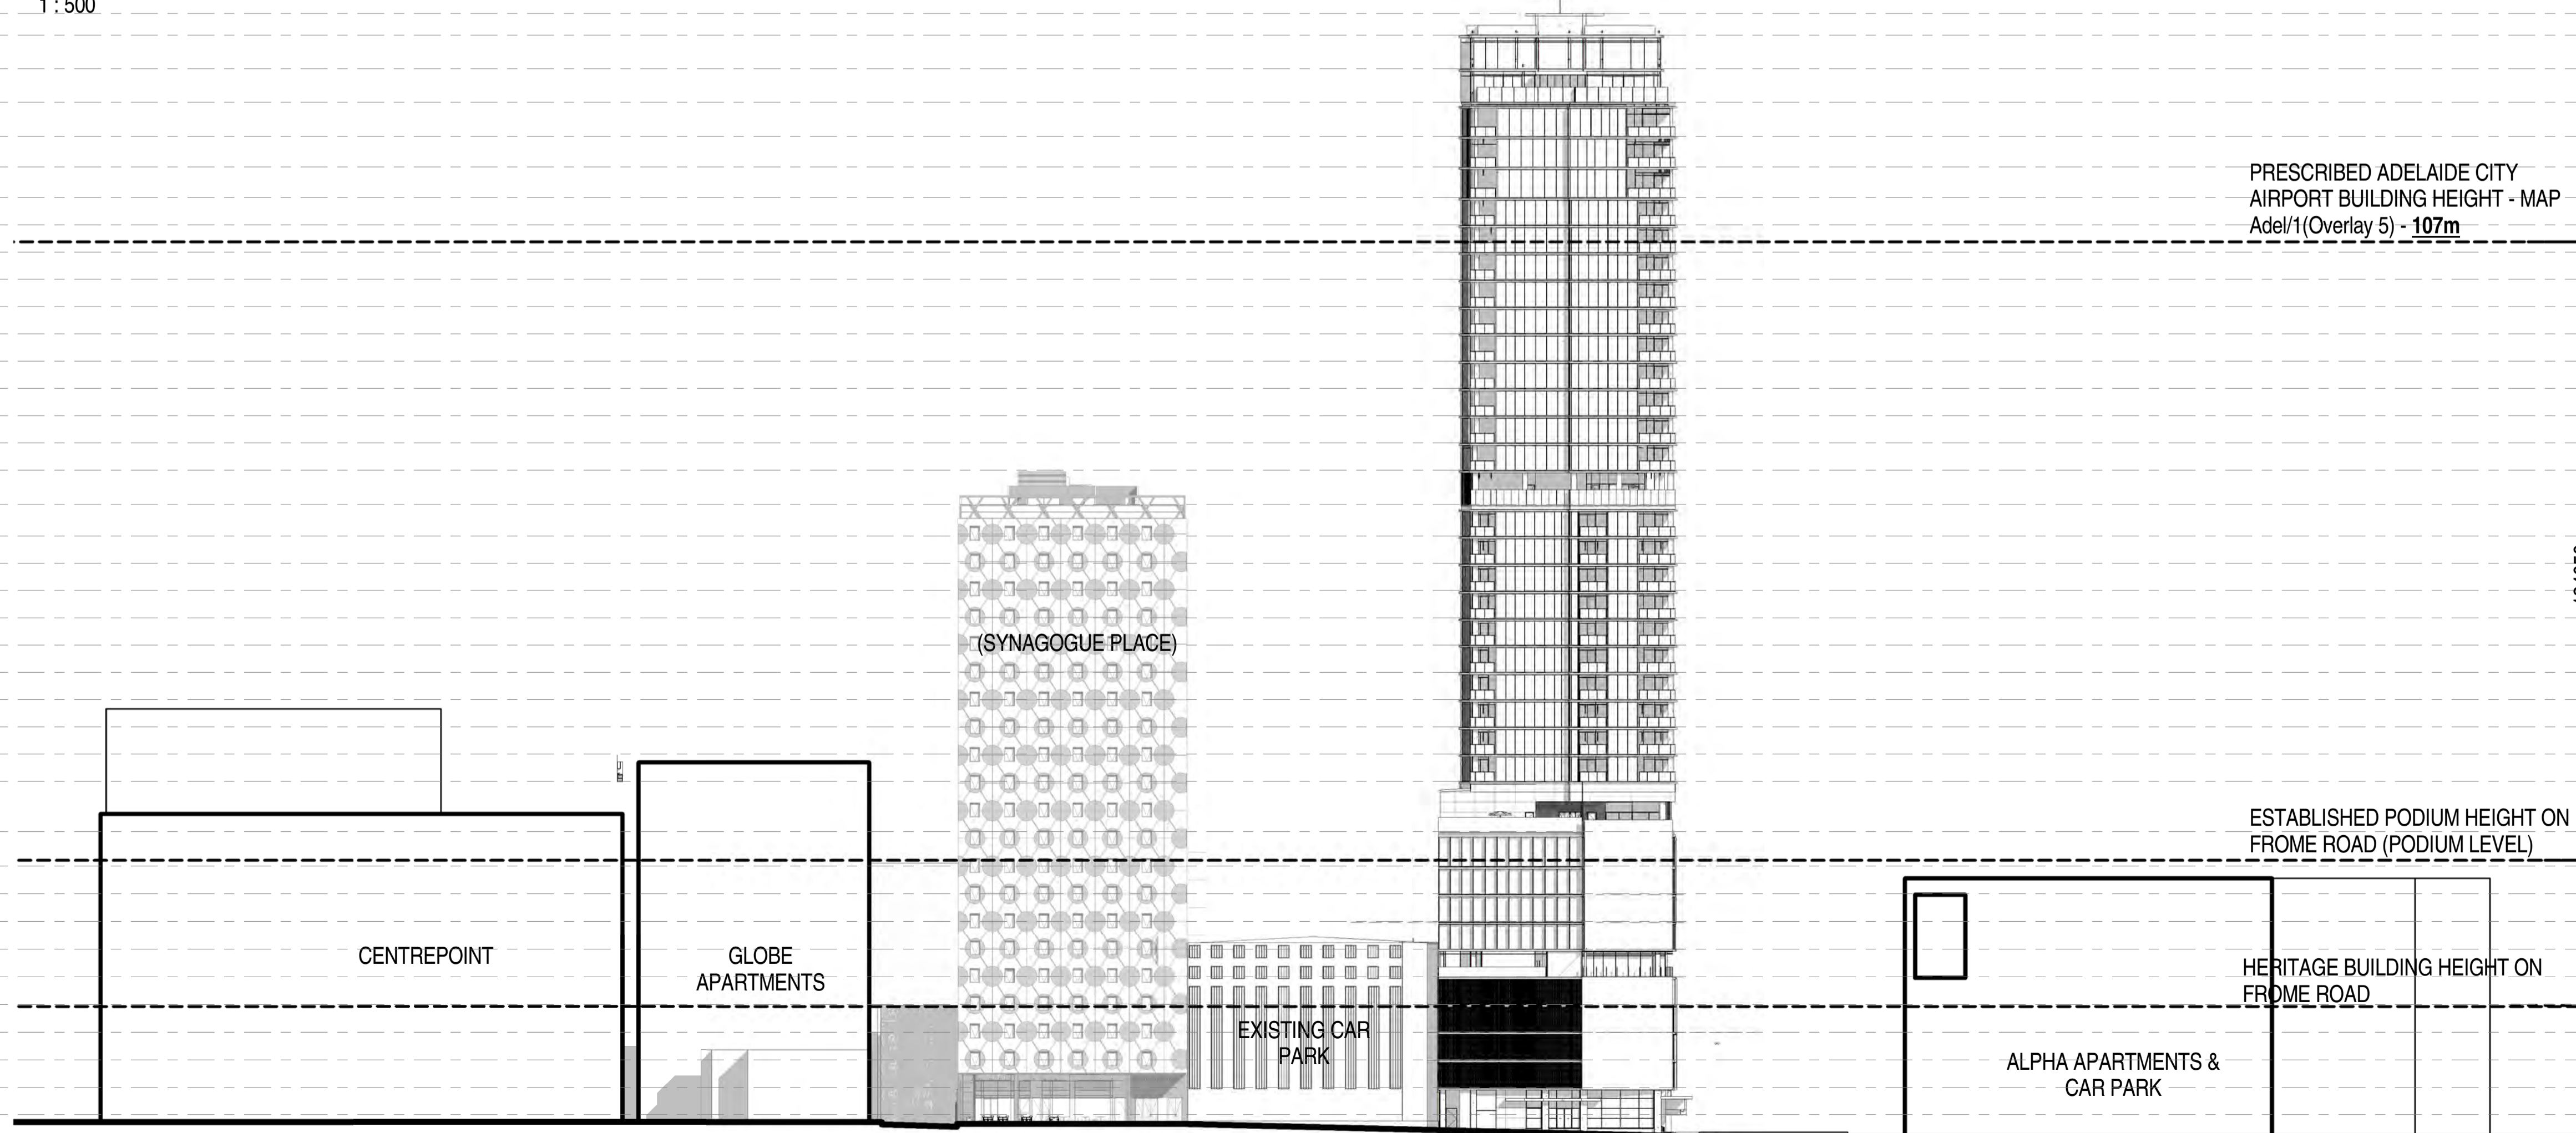 1 : 500
PRESCRIBED ADELAIDE CITY
AIRPORT BUILDING HEIGHT - MAP
Adel/1(Overlay 5) - 107m
(SYNAGOGUE PLACE)
ESTABLISHED PODIUM HEIGHT ON
FROME ROAD (PODIUM LEVEL)
CENTREPOINT
GLOBE
APARTMENTS
HERITAGE BUILDING HEIGHT ON
FROME ROAD
EXISTING CAR
PARK
ALPHA APARTMENTS &
CAR PARK